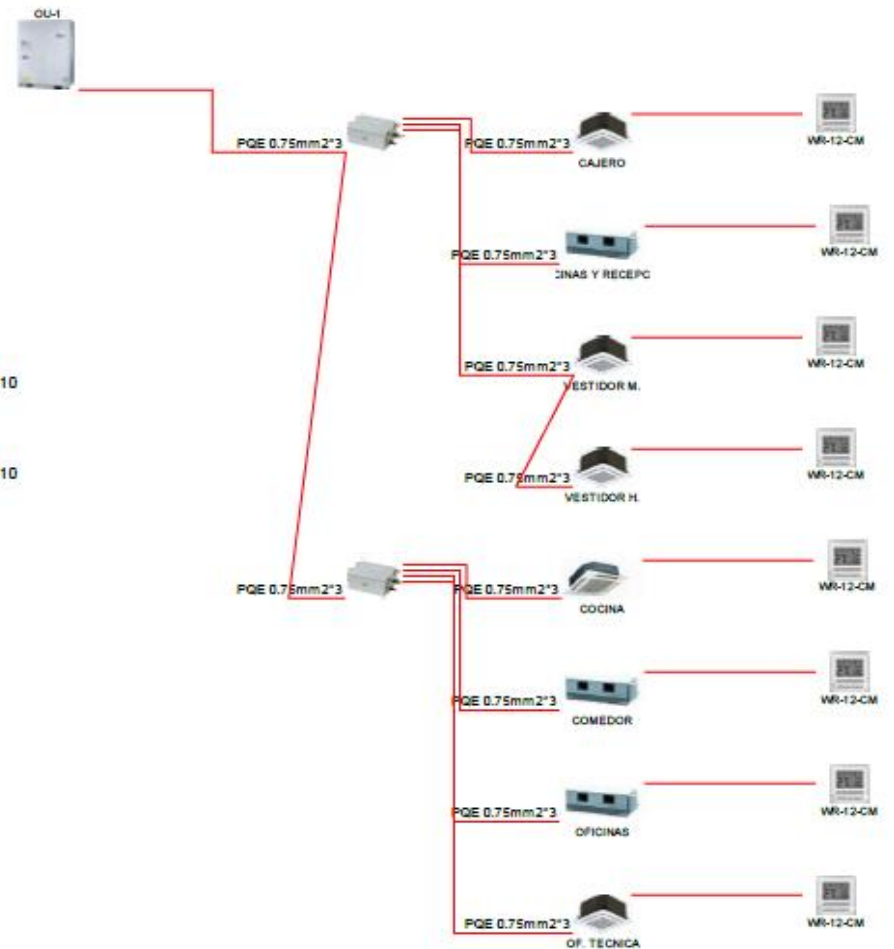 OU-1
PQE 0.75mm2*3
PQE 0.75mm2*3
CAJERO
WR-12-CM
PQE 0.75mm2*3
CINAS Y RECEPC
WR-12-CM
PQE 0.75mm2*3
VESTIDOR M.
WR-12-CM
10
PQE 0.75mm2*3
VESTIDOR H.
WR-12-CM
10
PQE 0.75mm2*3
PQE 0.75mm2*3
COCINA
WR-12-CM
PQE 0.75mm2*3
COMEDOR
WR-12-CM
PQE 0.75mm2*3
OFICINAS
WR-12-CM
PQE 0.75mm2*3
OF. TECNICA
WR-12-CM